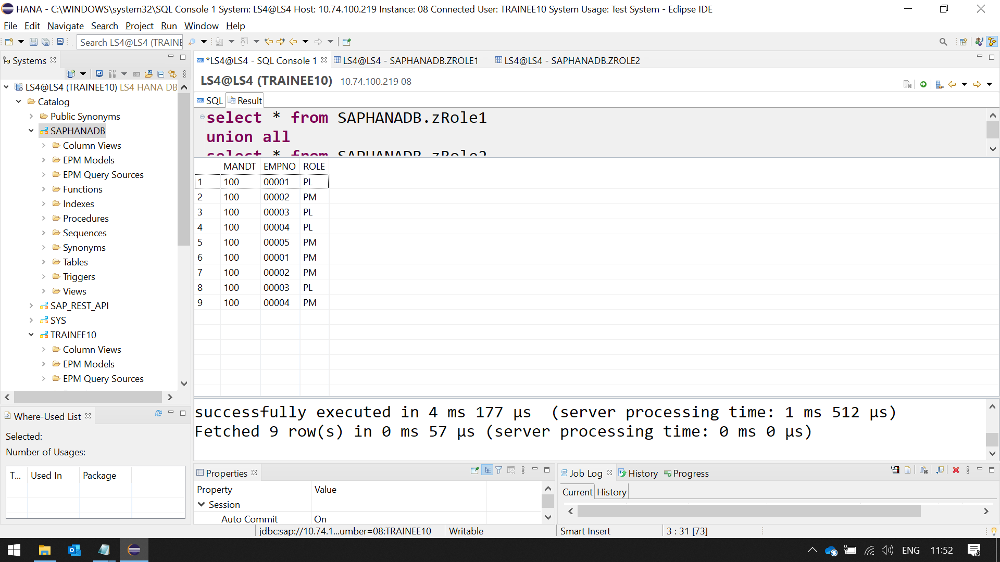 HANA - C:\WINDOWS\system32\SQL Console 1 System: LS4@LS4 Host: 10.74.100.219 Instance: 08 Connected User: TRAINEE10 System Usage: Test System - Eclipse IDE
File Edit Navigate Search Project Run Window Help
Search LS4@LS4 (TRAINE
Systems
LS4@LS4 (TRAINEE10) LS4 HANA DB
Catalog
Public Synonyms
SAPHANADB
Column Views
EPM Models
EPM Query Sources
Functions
Indexes
Procedures
Sequences
Synonyms
Tables
Triggers
Views
SAP_REST_API
SYS
TRAINEE10
Column Views
EPM Models
EPM Query Sources
Where-Used List
Selected:
Number of Usages:
T... Used In Package
*LS4@LS4 - SQL Console 1 LS4@LS4 - SAPHANADB.ZROLE1 LS4@LS4 - SAPHANADB.ZROLE2
LS4@LS4 (TRAINEE10) 10.74.100.219 08
SQL Result
select * from SAPHANADB.zRole1
union all
select * from SAPHANADB.zRole2
MANDT EMPNO ROLE
1 100 00001 PL
2 100 00002 PM
3 100 00003 PL
4 100 00004 PL
5 100 00005 PM
6 100 00001 PM
7 100 00002 PM
8 100 00003 PL
9 100 00004 PM
successfully executed in 4 ms 177 µs (server processing time: 1 ms 512 µs)
Fetched 9 row(s) in 0 ms 57 µs (server processing time: 0 ms 0 µs)
Properties
Property Value
Session
Auto Commit On
Job Log History Progress
Current History
jdbc:sap://10.74.1...umber=08:TRAINEE10 Writable Smart Insert 3 : 31 [73]
ENG 11:52